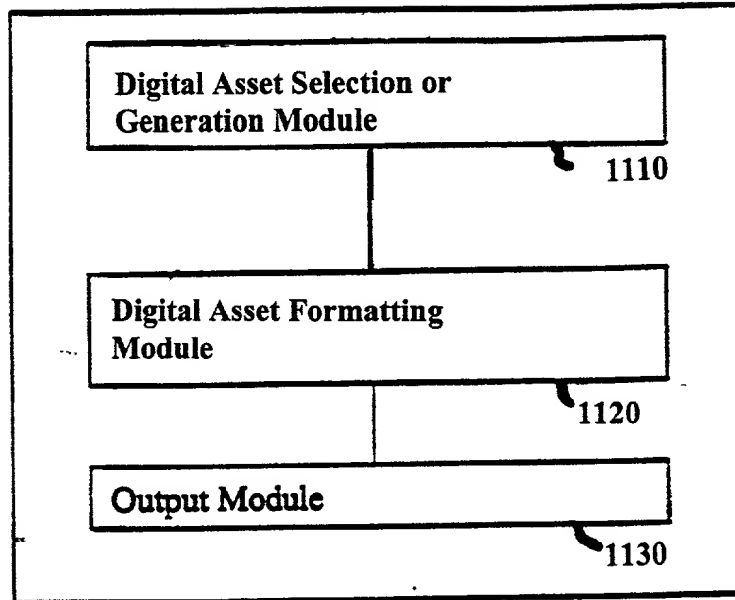 Digital Asset Selection or
Generation Module
1110
Digital Asset Formatting
Module
1120
Output Module
1130